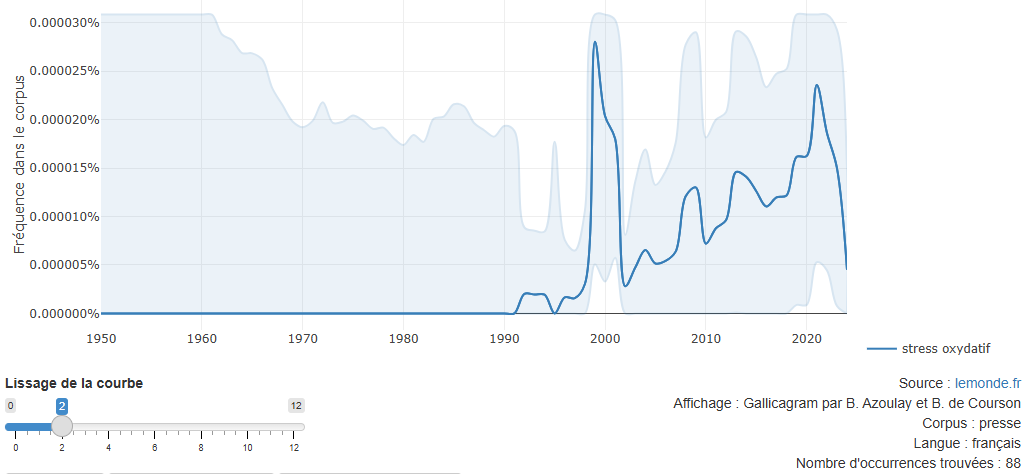 Fréquence dans le corpus
0.000030%
0.000025%
0.000020%
0.000015%
0.000010%
0.000005%
0.000000%
1950 1960 1970 1980 1990 2000 2010 2020
stress oxydatif
Lissage de la courbe
0 2 12
0 2 4 6 8 10 12
Source : lemonde.fr
Affichage : Gallicagram par B. Azoulay et B. de Courson
Corpus : presse
Langue : français
Nombre d'occurrences trouvées : 88